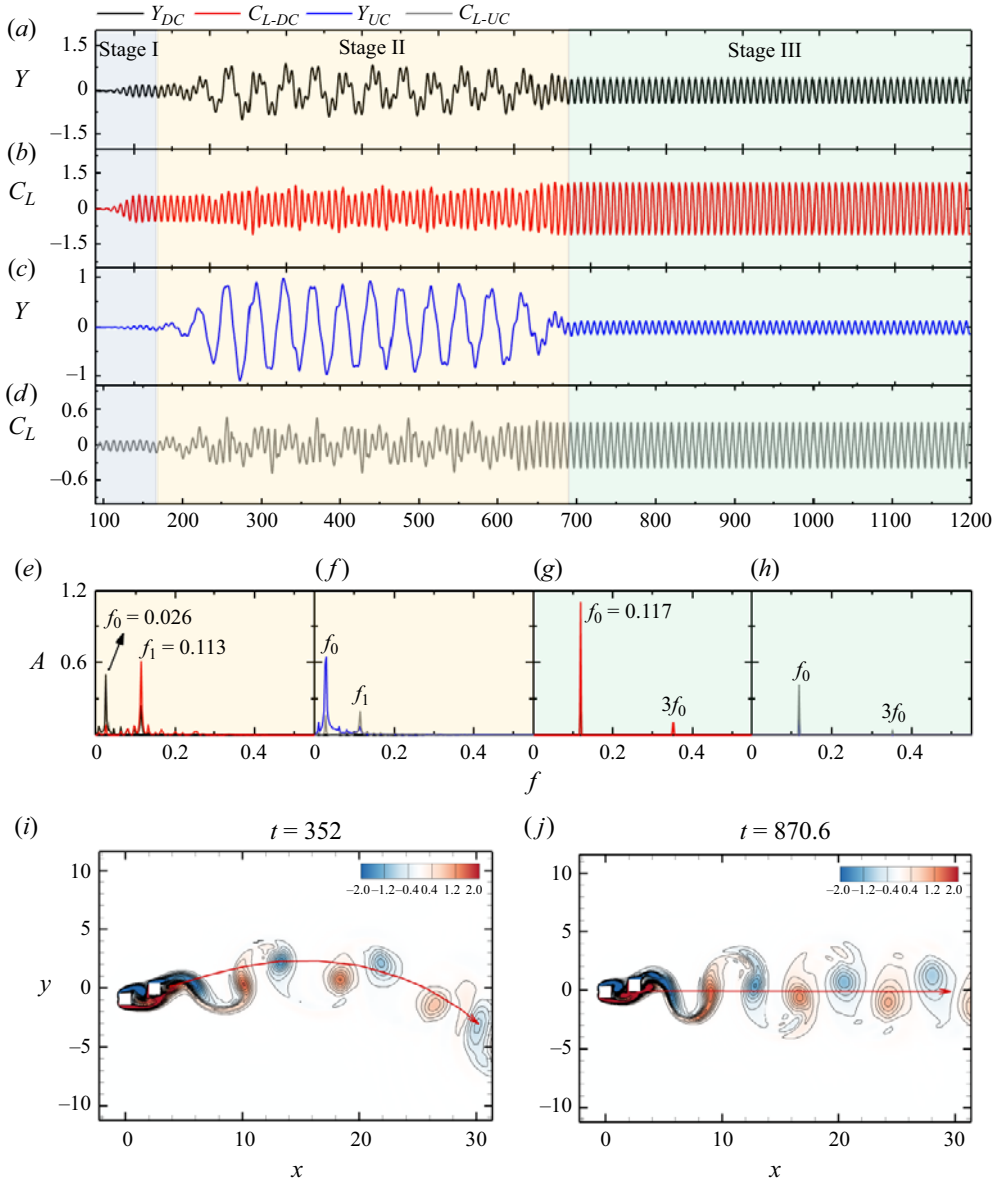 Y_DC C_L-DC Y_UC C_L-UC
(a)
Stage I Stage II Stage III
1.5
Y 0
−1.5
(b)
1.5
C_L 0
−1.5
(c)
1
Y 0
−1
(d)
0.6
C_L 0
−0.6
100 200 300 400 500 600 700 800 900 1000 1100 1200
(e) (f) (g) (h)
1.2
f_0 = 0.026 f_0 = 0.117
f_1 = 0.113 f_0 f_0
A 0.6
f_1 3f_0 3f_0
0 0.2 0.4 0 0.2 0.4 0 0.2 0.4 0 0.2 0.4
f
(i) t = 352
10
−2.0 −1.2 −0.4 0.4 1.2 2.0
5
y 0
−5
−10
0 10 20 30
x
(j) t = 870.6
10
−2.0 −1.2 −0.4 0.4 1.2 2.0
5
0
−5
−10
0 10 20 30
x